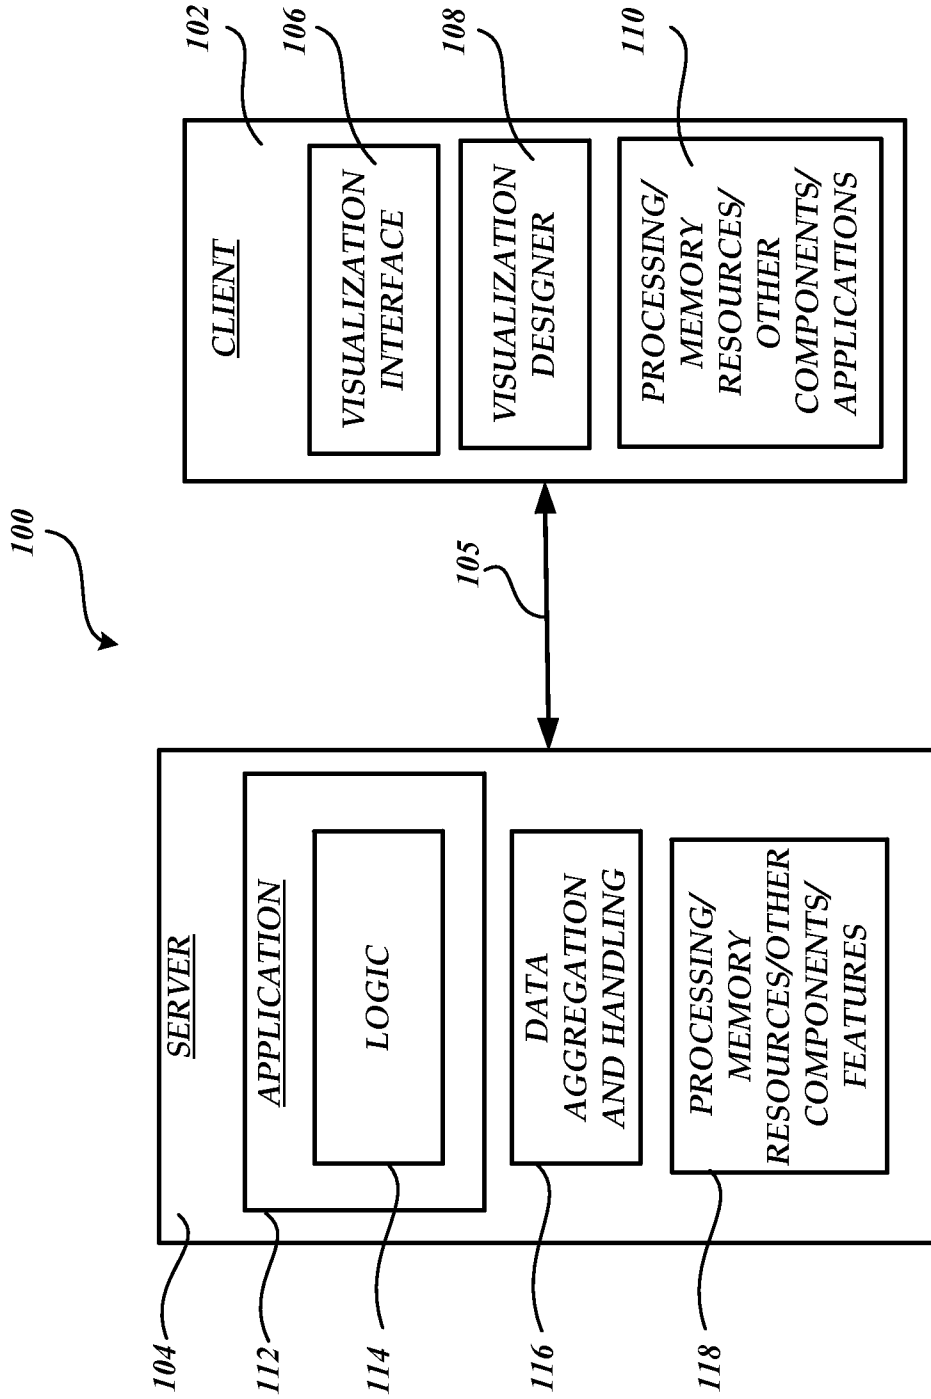 100
SERVER
APPLICATION
LOGIC
DATA
AGGREGATION
AND HANDLING
PROCESSING/
MEMORY
RESOURCES/OTHER
COMPONENTS/
FEATURES
104
112
114
116
118
105
CLIENT
VISUALIZATION
INTERFACE
VISUALIZATION
DESIGNER
PROCESSING/
MEMORY
RESOURCES/
OTHER
COMPONENTS/
APPLICATIONS
102
106
108
110